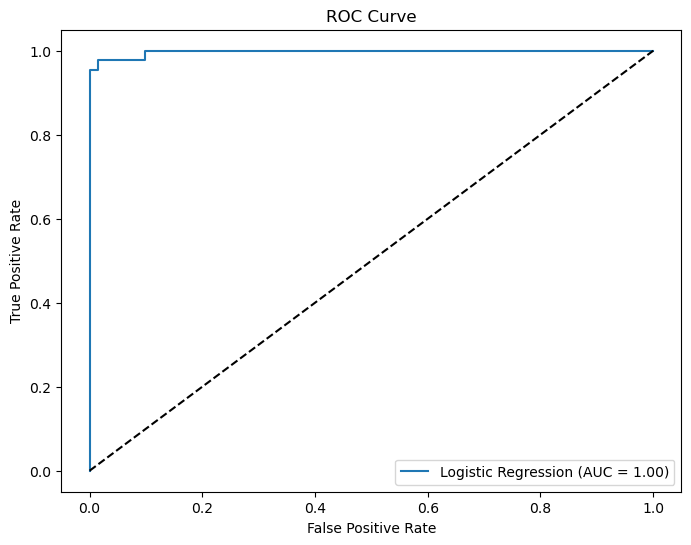 ROC Curve
1.0
0.8
0.6
0.4
0.2
0.0
True Positive Rate
Logistic Regression (AUC = 1.00)
0.0 0.2 0.4 0.6 0.8 1.0
False Positive Rate